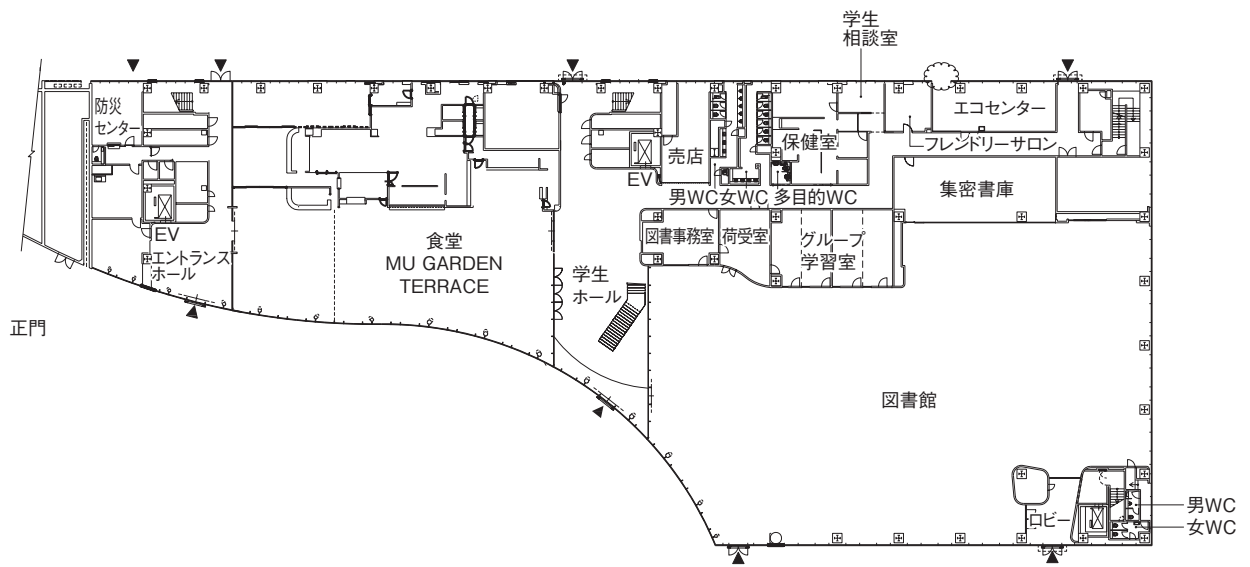 学生
相談室
防災
センター
エコセンター
売店
保健室
フレンドリーサロン
EV
集密書庫
男WC
女WC
多目的WC
EV
エントランス
ホール
食堂
MU GARDEN
TERRACE
図書事務室
荷受室
グループ
学習室
学生
ホール
正門
図書館
ロビー
男WC
女WC